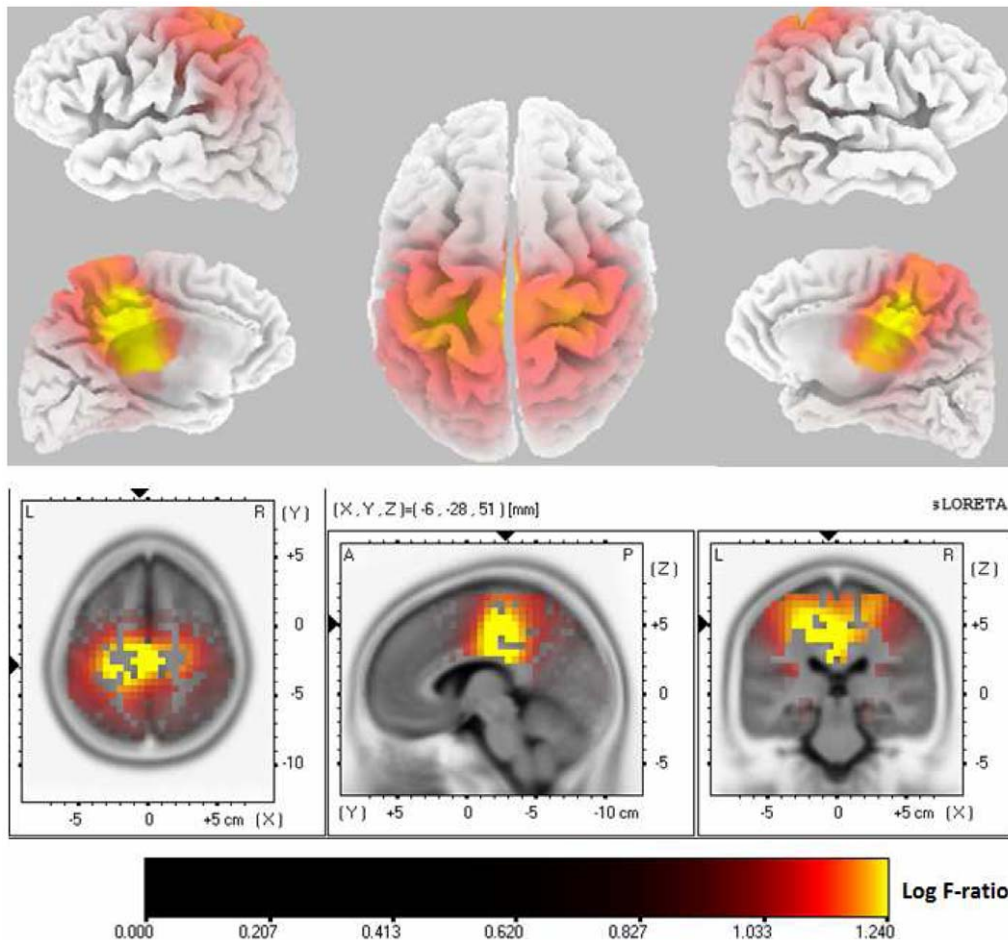 (X,Y,Z)=(-6,-28,51)[mm]
sLORETA
L R (Y)
+5
0
-5
-10
-5 0 +5 cm (X)
A P (Z)
+5
0
-5
(Y) +5 0 -5 -10 cm
L R (Z)
+5
0
-5
-5 0 +5 cm (X)
Log F-ratio
0.000 0.207 0.413 0.620 0.827 1.033 1.240